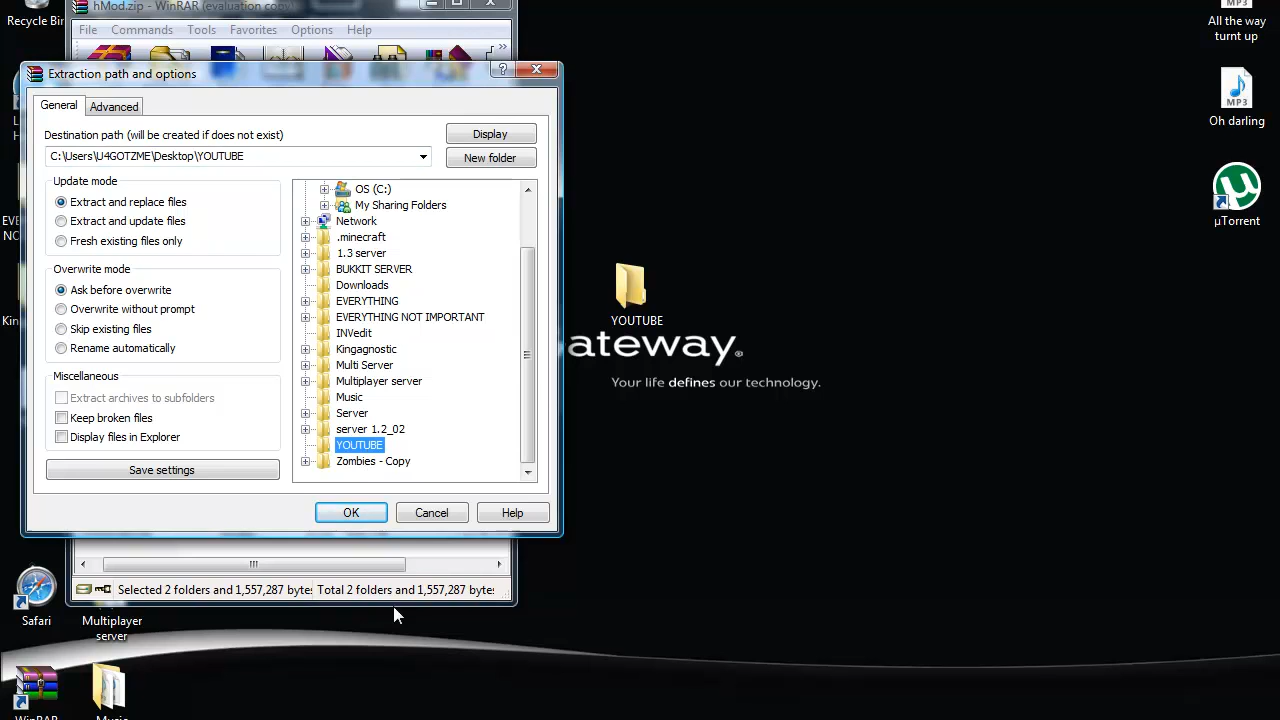 Recycle Bin
hMod.zip - WinRAR (evaluation copy)
File Commands Tools Favorites Options Help
All the way
turnt up
Extraction path and options
General
Advanced
Destination path (will be created if does not exist)
Display
C:\Users\U4GOTZME\Desktop\YOUTUBE
New folder
Update mode
Extract and replace files
Extract and update files
Fresh existing files only
Overwrite mode
Ask before overwrite
Overwrite without prompt
Skip existing files
Rename automatically
Miscellaneous
Extract archives to subfolders
Keep broken files
Display files in Explorer
Save settings
OS (C:)
My Sharing Folders
Network
.minecraft
1.3 server
BUKKIT SERVER
Downloads
EVERYTHING
EVERYTHING NOT IMPORTANT
INVedit
Kingagnostic
Multi Server
Multiplayer server
Music
Server
server 1.2_02
YOUTUBE
Zombies - Copy
OK
Cancel
Help
Selected 2 folders and 1,557,287 bytes
Total 2 folders and 1,557,287 bytes
MP3
MP3
Oh darling
µTorrent
YOUTUBE
ateway
Your life defines our technology.
Safari
Multiplayer
server
WinRAR
Music